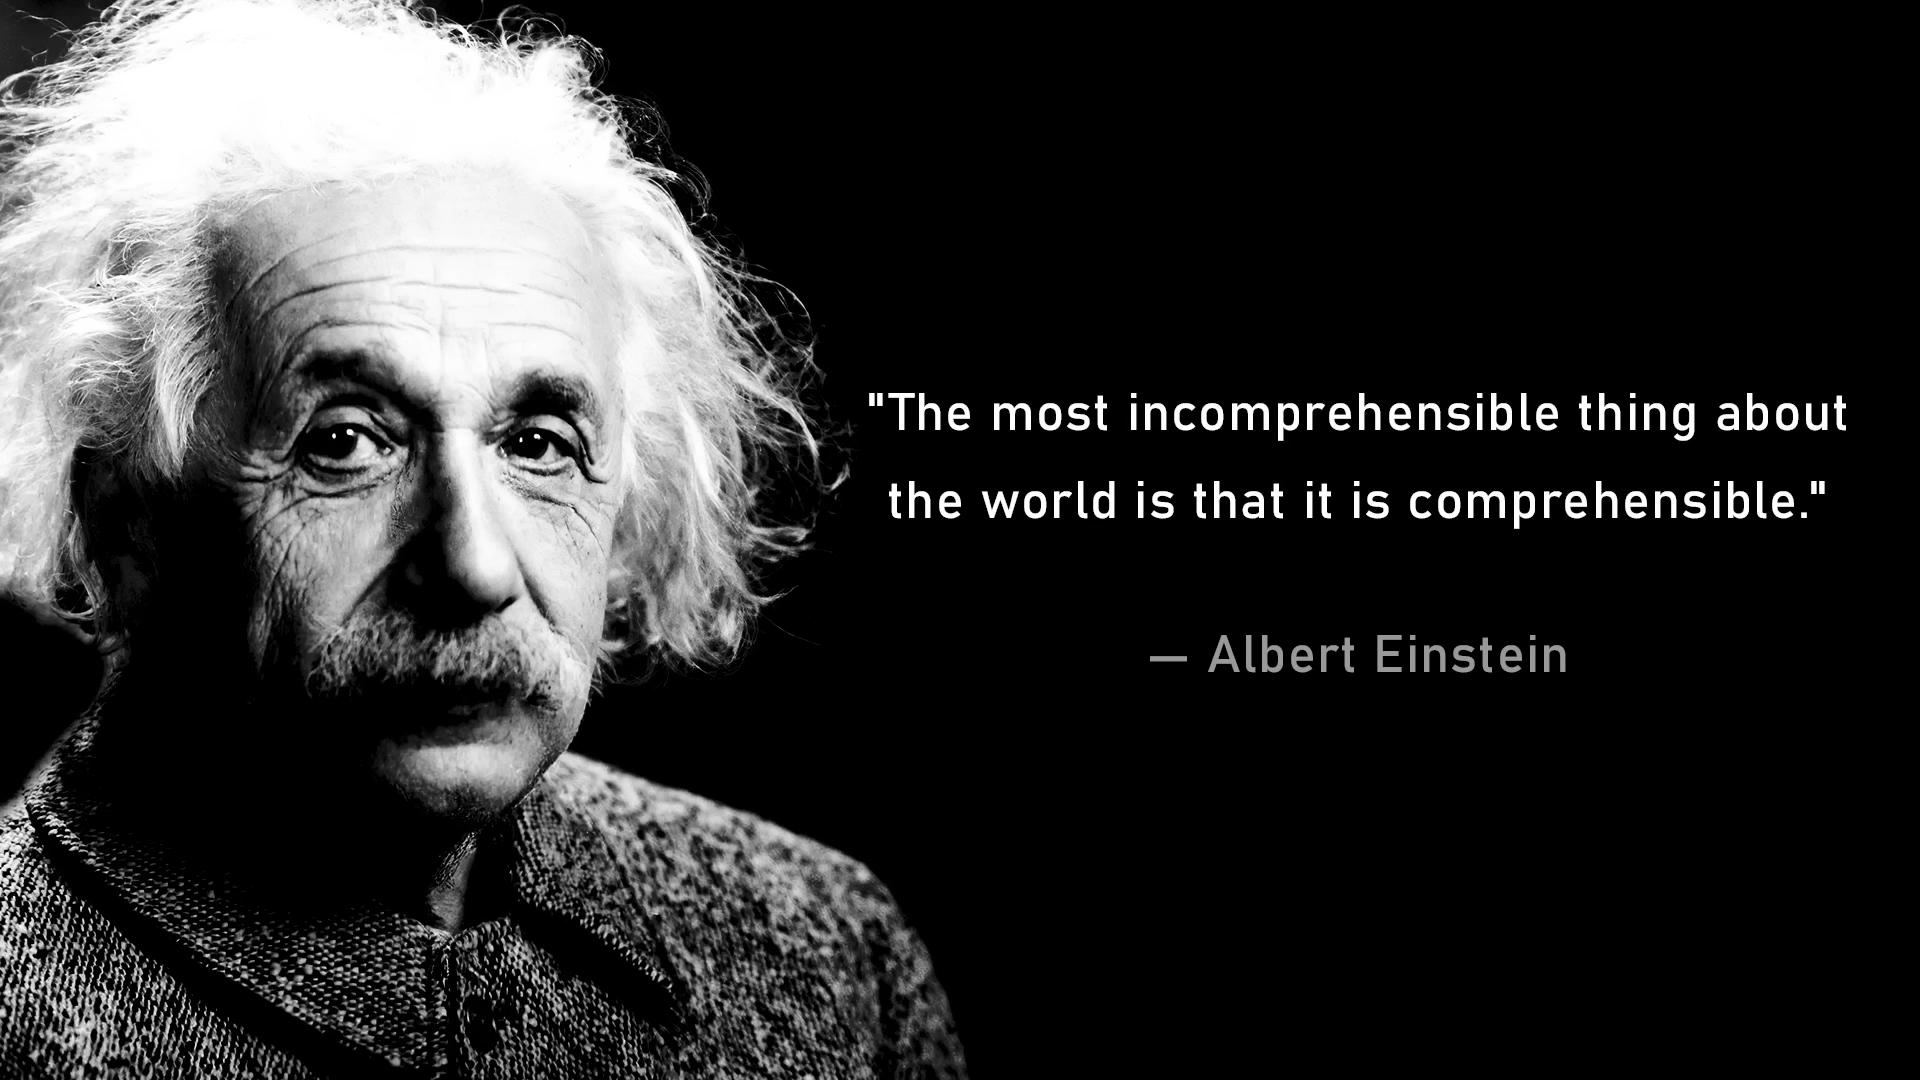 "The most incomprehensible thing about
the world is that it is comprehensible."
— Albert Einstein